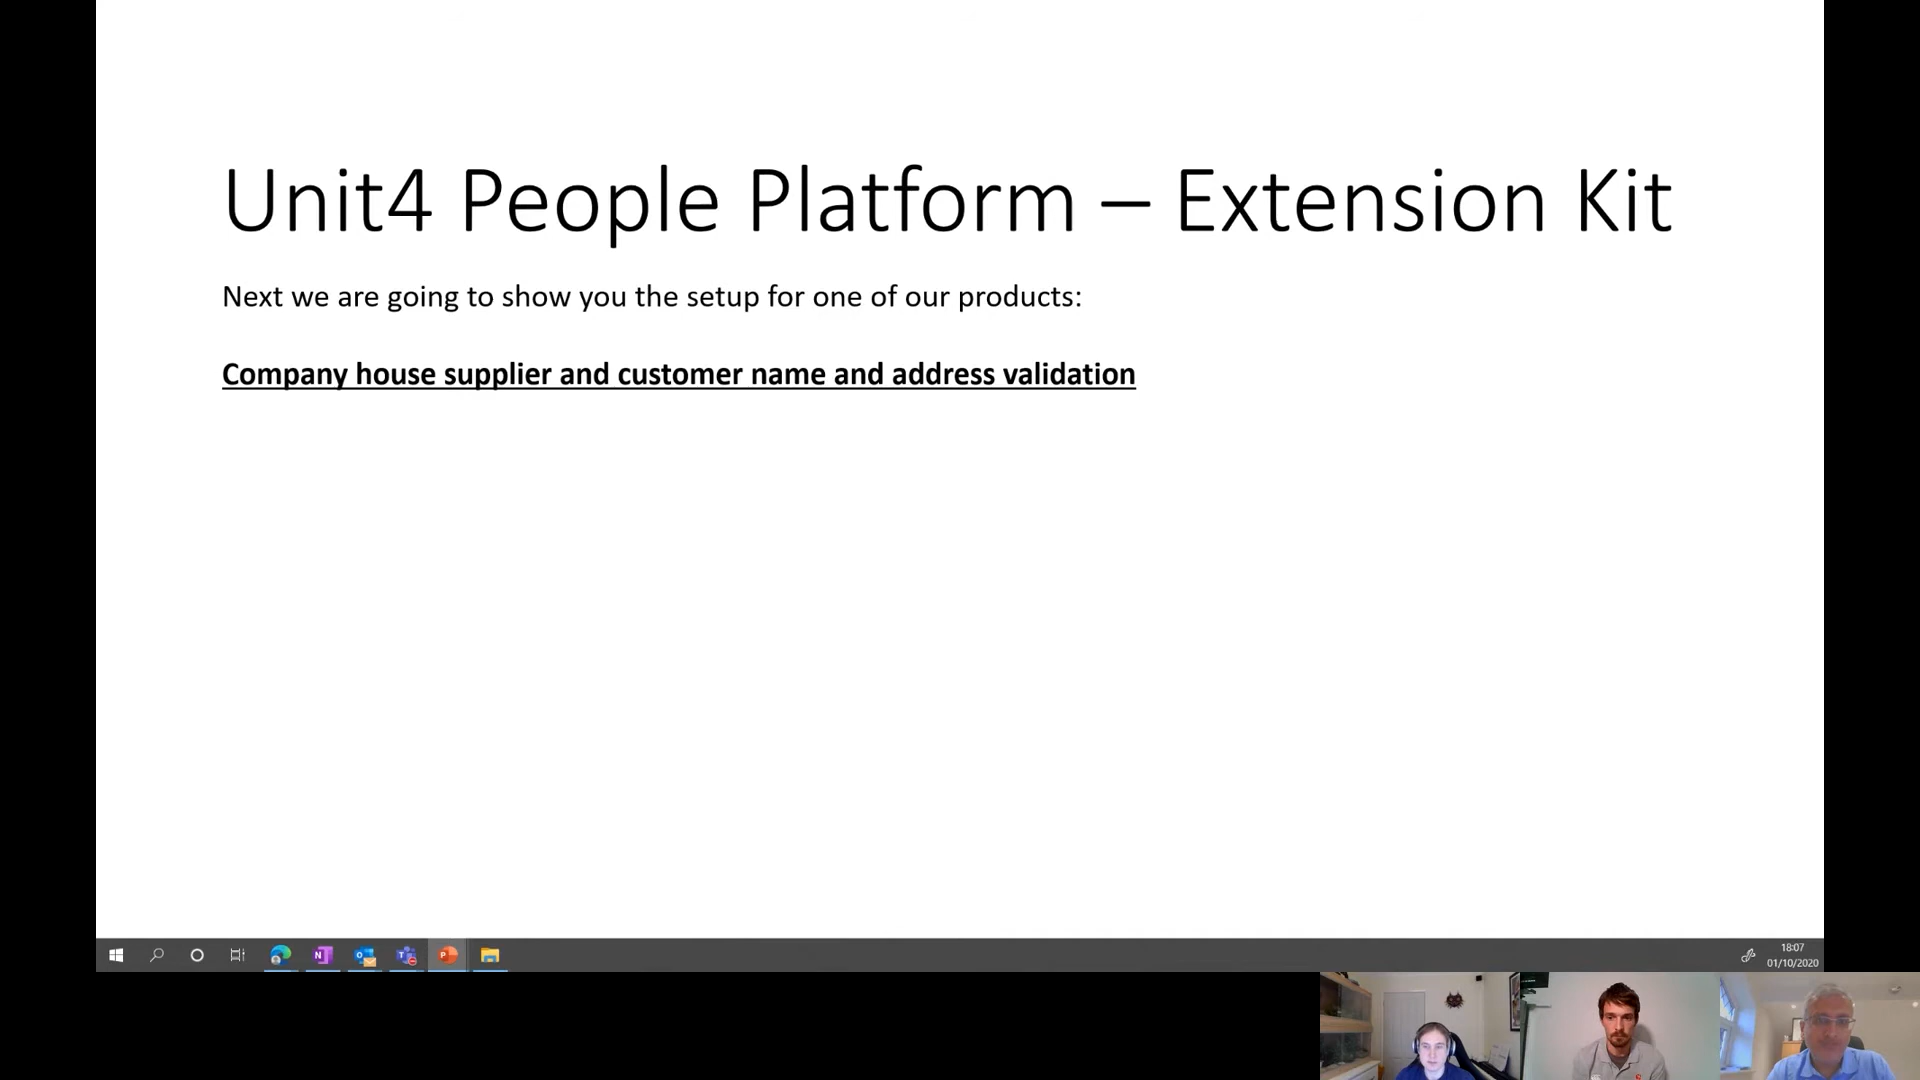 Unit4 People Platform – Extension Kit
Next we are going to show you the setup for one of our products:
Company house supplier and customer name and address validation
18:07
01/10/2020